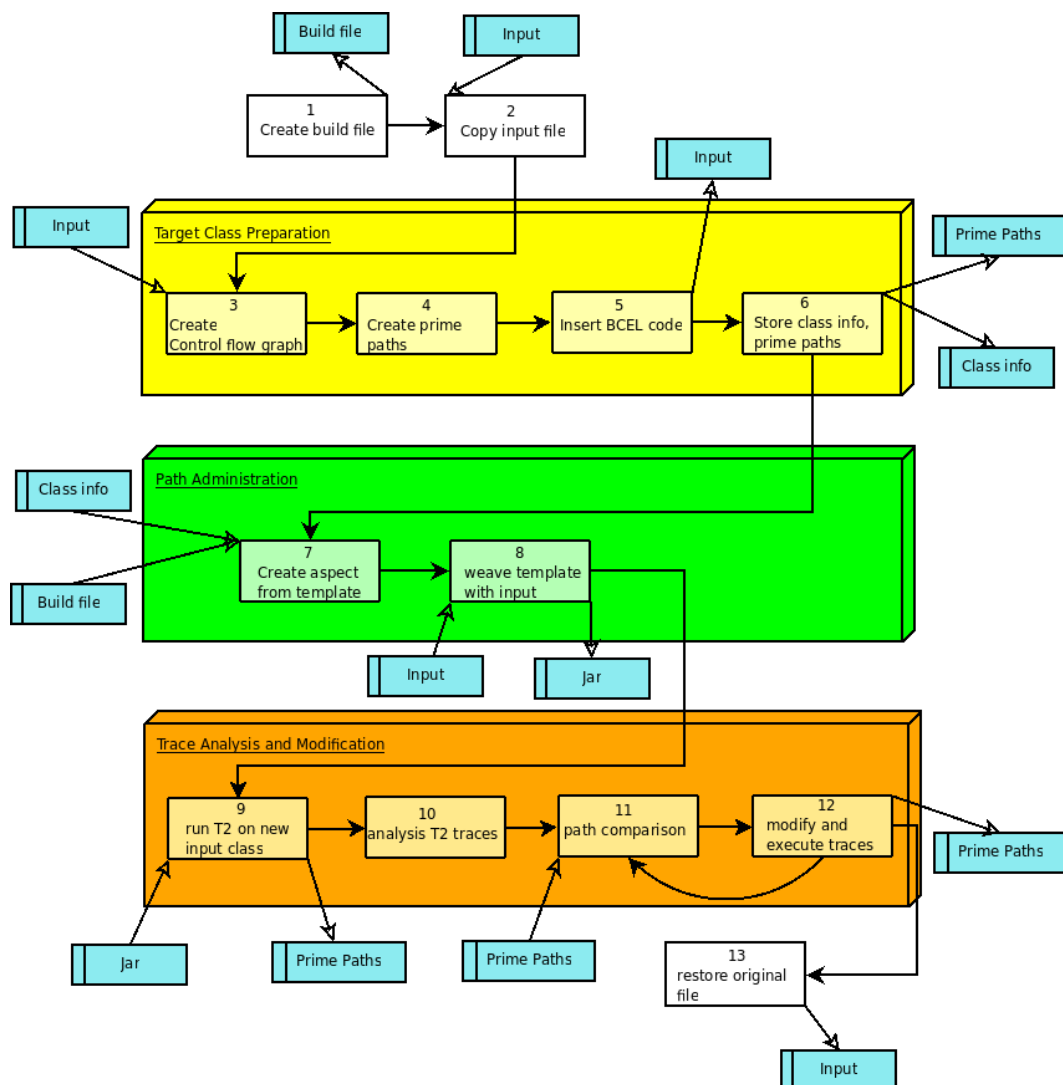 Build file
Input
1
Create build file
2
Copy input file
Input
Input
Target Class Preparation
Prime Paths
3
Create
Control flow graph
4
Create prime
paths
5
Insert BCEL code
6
Store class info,
prime paths
Class info
Path Administration
Class info
7
Create aspect
from template
8
weave template
with input
Build file
Input
Jar
Trace Analysis and Modification
9
run T2 on new
input class
10
analysis T2 traces
11
path comparison
12
modify and
execute traces
Prime Paths
Jar
Prime Paths
Prime Paths
13
restore original
file
Input